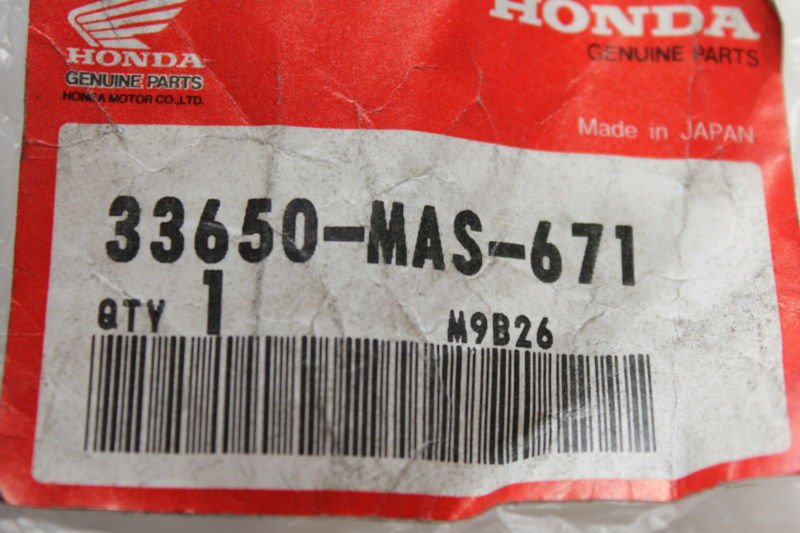 HONDA
GENUINE PARTS
HONDA MOTOR CO.,LTD.
HONDA
GENUINE PARTS
Made in JAPAN
33650-MAS-671
QTY 1
M9B26